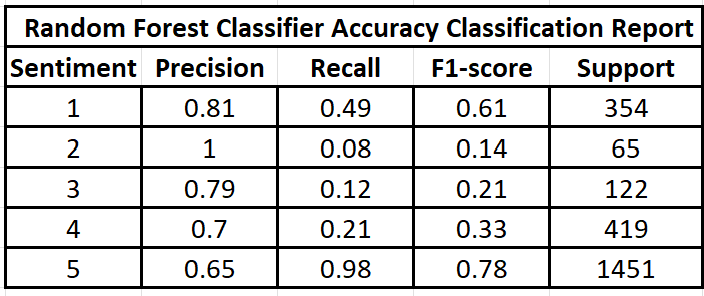 Random Forest Classifier Accuracy Classification Report
Sentiment Precision Recall F1-score Support
1 0.81 0.49 0.61 354
2 1 0.08 0.14 65
3 0.79 0.12 0.21 122
4 0.7 0.21 0.33 419
5 0.65 0.98 0.78 1451